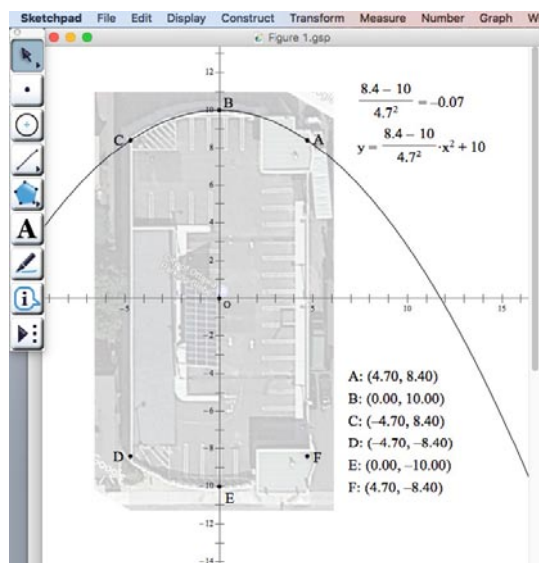 Sketchpad File Edit Display Construct Transform Measure Number Graph W
Figure 1.gsp
A
i
12
10
8
6
4
2
-2
-4
-6
-8
-10
-12
-14
-5
5
10
15
B
C
A
O
D
F
E
8.4 – 10
4.7²
= –0.07
y = 8.4 – 10
4.7²
·x² + 10
A: (4.70, 8.40)
B: (0.00, 10.00)
C: (–4.70, 8.40)
D: (–4.70, –8.40)
E: (0.00, –10.00)
F: (4.70, –8.40)